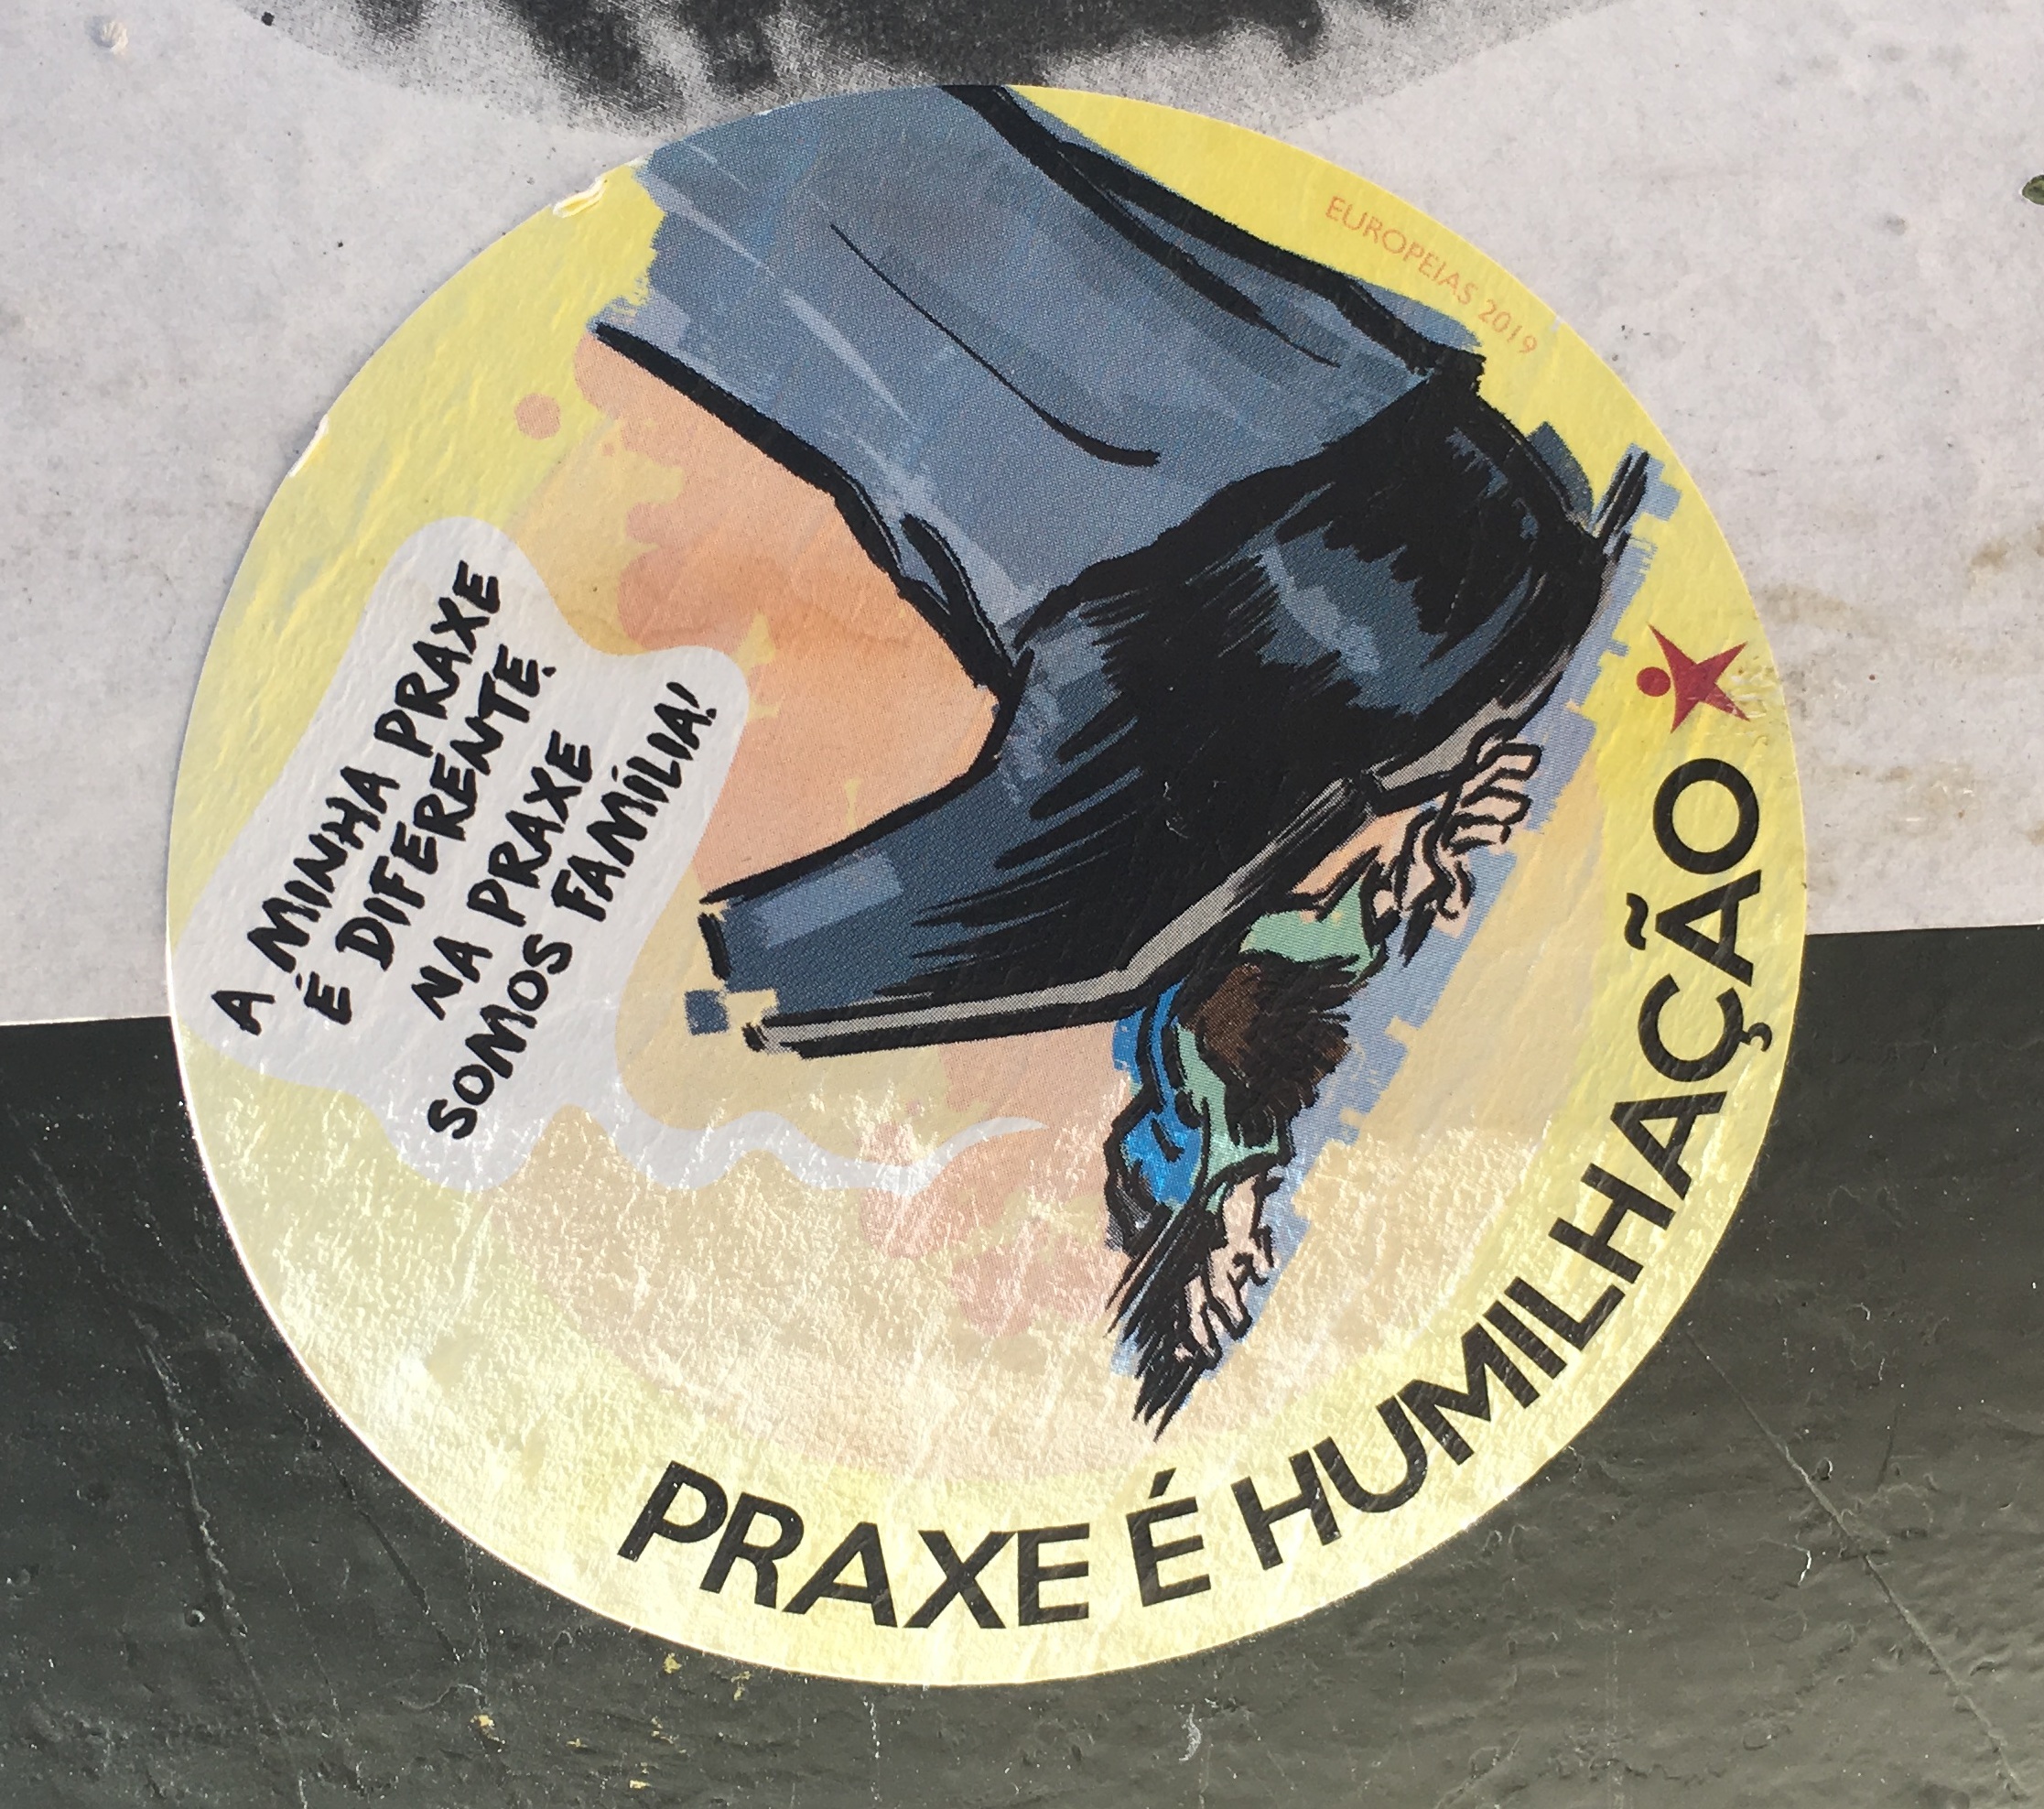 EUROPEIAS 2019
A MINHA PRAXE
É DIFERENTE.
NA PRAXE
SOMOS FAMÍLIA!
PRAXE É HUMILHAÇÃO